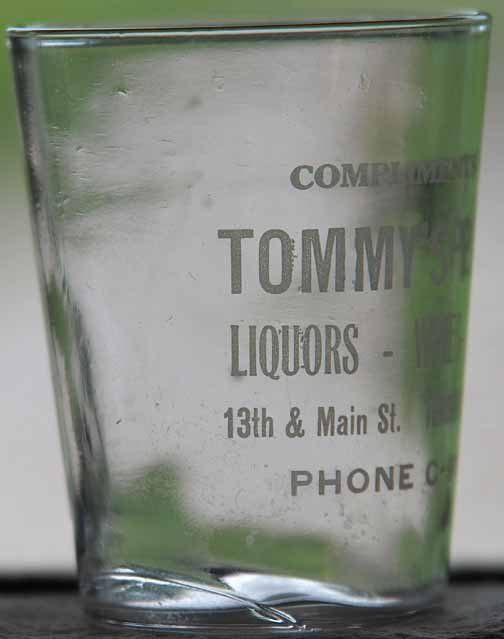 COMPLIMENTS
TOMMY'S
LIQUORS -
13th & Main St.
PHONE